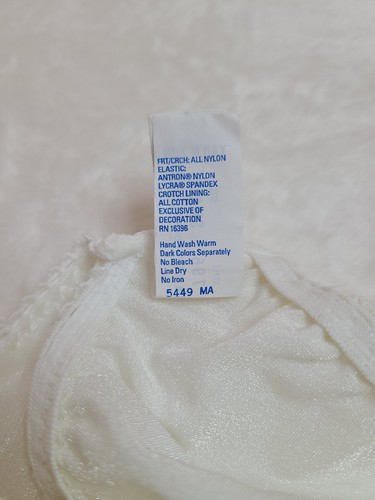 FRT/CRCH: ALL NYLON
ELASTIC:
ANTRON® NYLON
LYCRA® SPANDEX
CROTCH LINING:
ALL COTTON
EXCLUSIVE OF
DECORATION
RN 16396
Hand Wash Warm
Dark Colors Separately
No Bleach
Line Dry
No Iron
5449 MA